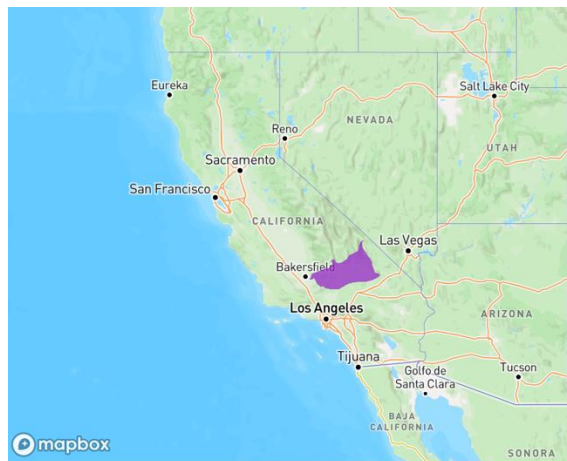 Eureka
Salt Lake City
Reno
NEVADA
UTAH
Sacramento
San Francisco
CALIFORNIA
Las Vegas
Bakersfield
Los Angeles
ARIZONA
Tijuana
Golfo de
Santa Clara
Tucson
BAJA
CALIFORNIA
SONORA
mapbox